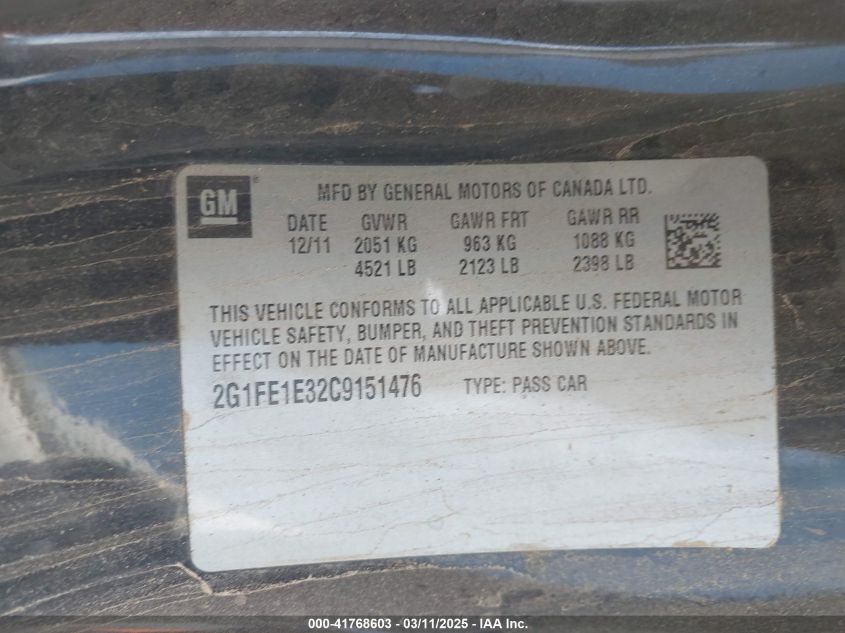 GM
MFD BY GENERAL MOTORS OF CANADA LTD.
DATE GVWR GAWR FRT GAWR RR
12/11 2051 KG 963 KG 1088 KG
4521 LB 2123 LB 2398 LB
THIS VEHICLE CONFORMS TO ALL APPLICABLE U.S. FEDERAL MOTOR
VEHICLE SAFETY, BUMPER, AND THEFT PREVENTION STANDARDS IN
EFFECT ON THE DATE OF MANUFACTURE SHOWN ABOVE.
2G1FE1E32C9151476 TYPE: PASS CAR
000-41768603 - 03/11/2025 - IAA Inc.